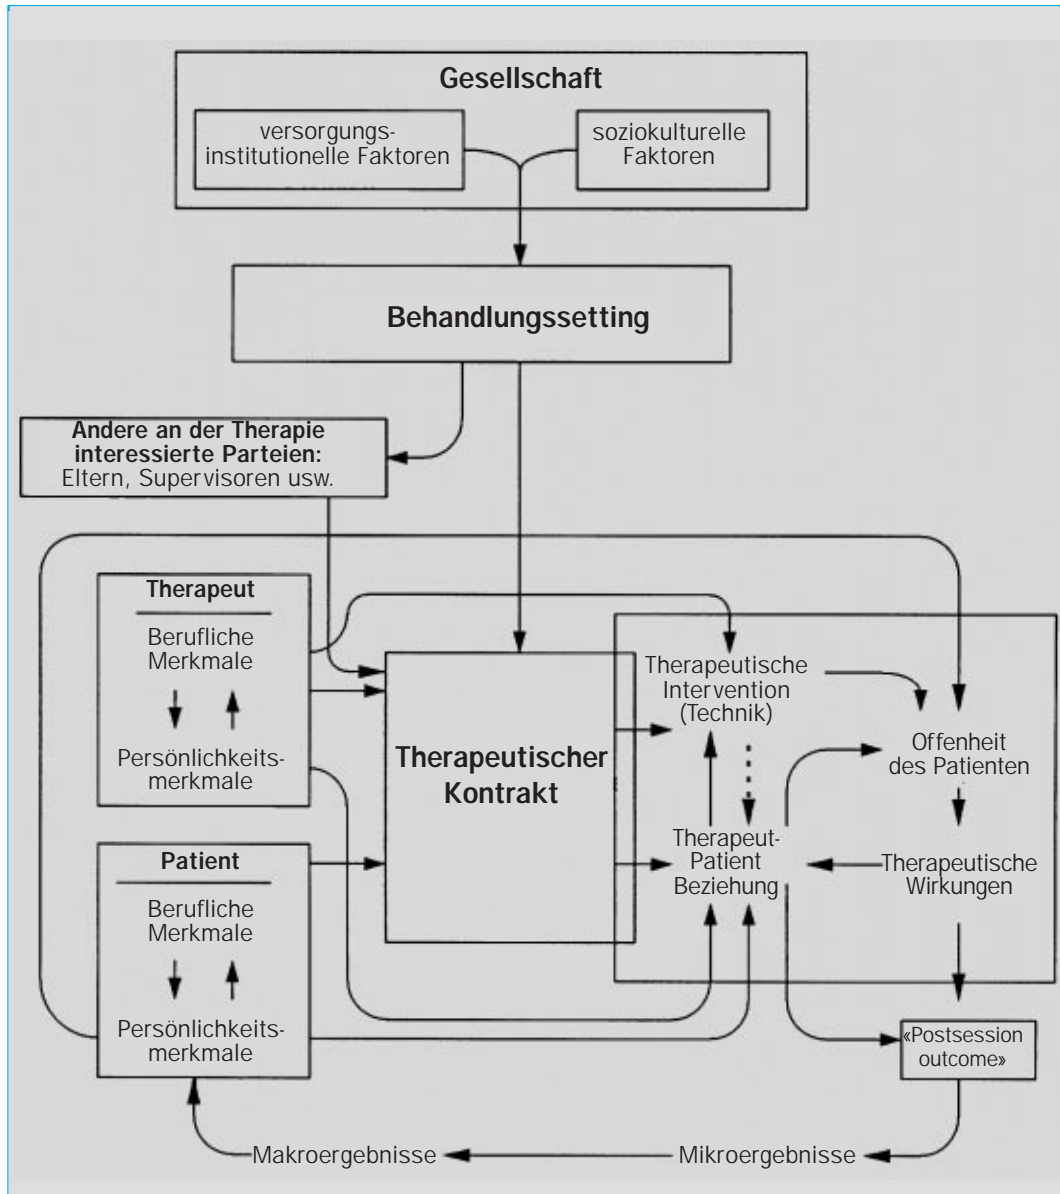 Gesellschaft
versorgungs-
institutionelle Faktoren
soziokulturelle
Faktoren
Behandlungssetting
Andere an der Therapie
interessierte Parteien:
Eltern, Supervisoren usw.
Therapeut
Berufliche
Merkmale
Persönlichkeits-
merkmale
Patient
Berufliche
Merkmale
Persönlichkeits-
merkmale
Therapeutischer
Kontrakt
Therapeutische
Intervention
(Technik)
Therapeut-
Patient
Beziehung
Offenheit
des Patienten
Therapeutische
Wirkungen
«Postsession
outcome»
Makroergebnisse
Mikroergebnisse